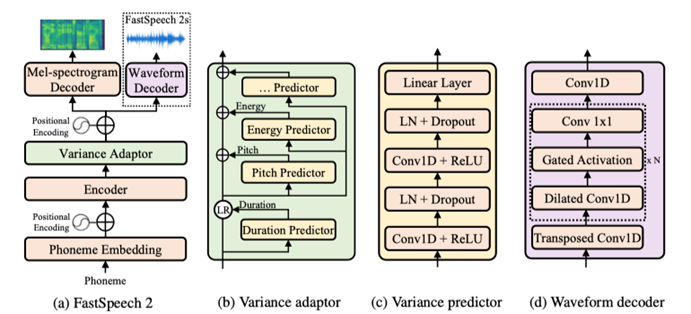 FastSpeech 2s
Mel-spectrogram
Decoder
Waveform
Decoder
Positional
Encoding
Variance Adaptor
Encoder
Positional
Encoding
Phoneme Embedding
Phoneme
(a) FastSpeech 2
... Predictor
Energy
Energy Predictor
Pitch
Pitch Predictor
LR
Duration
Duration Predictor
(b) Variance adaptor
Linear Layer
LN + Dropout
Conv1D + ReLU
LN + Dropout
Conv1D + ReLU
(c) Variance predictor
Conv1D
Conv 1x1
Gated Activation
x N
Dilated Conv1D
Transposed Conv1D
(d) Waveform decoder